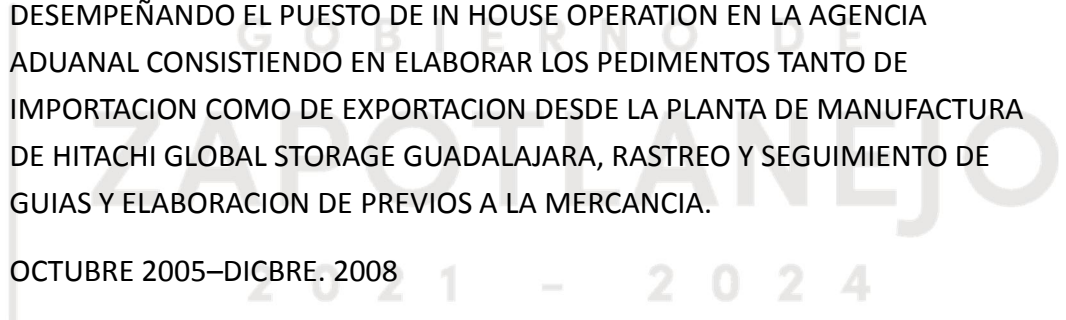 DESEMPEÑANDO EL PUESTO DE IN HOUSE OPERATION EN LA AGENCIA
GOBIERNO DE
ADUANAL CONSISTIENDO EN ELABORAR LOS PEDIMENTOS TANTO DE
IMPORTACION COMO DE EXPORTACION DESDE LA PLANTA DE MANUFACTURA
ZAPOTLANEJO
DE HITACHI GLOBAL STORAGE GUADALAJARA, RASTREO Y SEGUIMIENTO DE
GUIAS Y ELABORACION DE PREVIOS A LA MERCANCIA.
OCTUBRE 2005–DICBRE. 2008
2021 - 2024